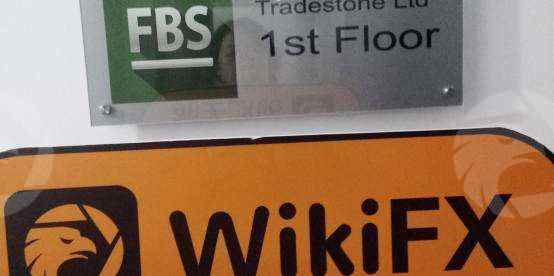 FBS
Tradestone Ltd
1st Floor
WikiFX